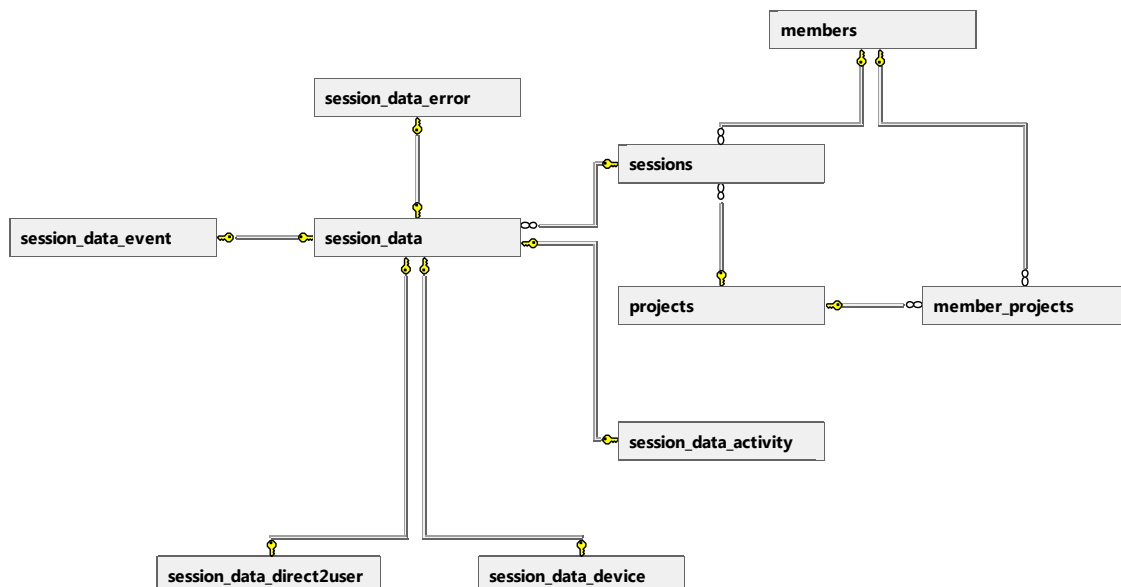 members
session_data_error
sessions
session_data_event
session_data
projects
member_projects
session_data_activity
session_data_direct2user
session_data_device